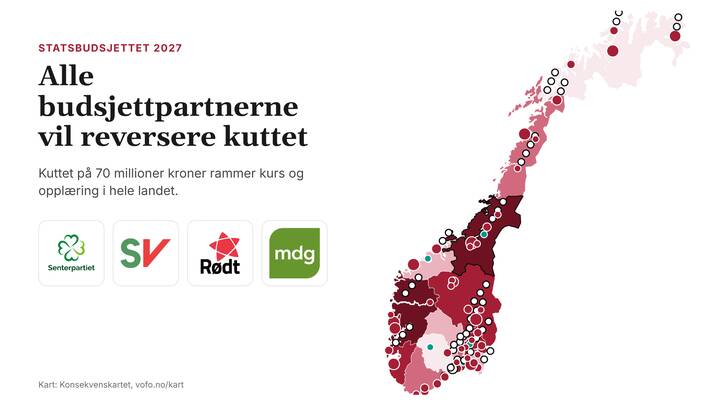 STATSBUDSJETTET 2027
Alle
budsjettpartnerne
vil reversere kuttet
Kuttet på 70 millioner kroner rammer kurs og
opplæring i hele landet.
Senterpartiet
SV
Rødt
mdg
Kart: Konsekvenskartet, vofo.no/kart